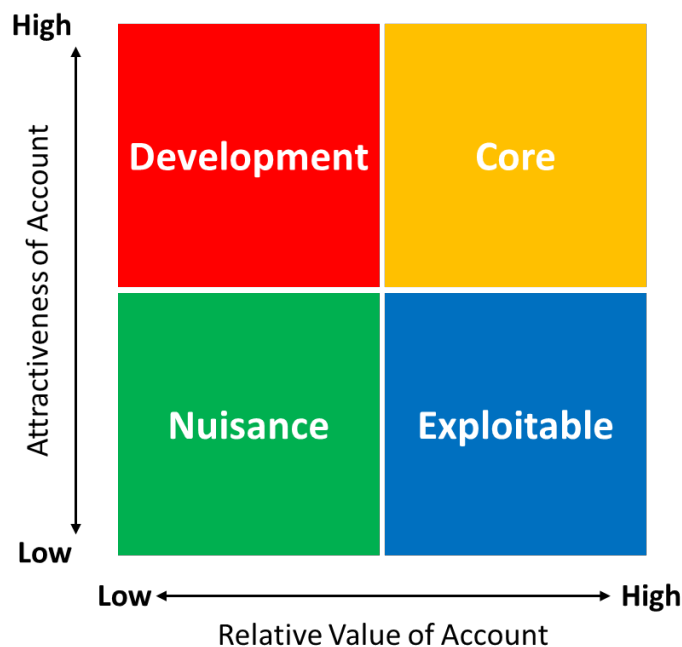 High
Attractiveness of Account
Development
Core
Nuisance
Exploitable
Low
Low
High
Relative Value of Account